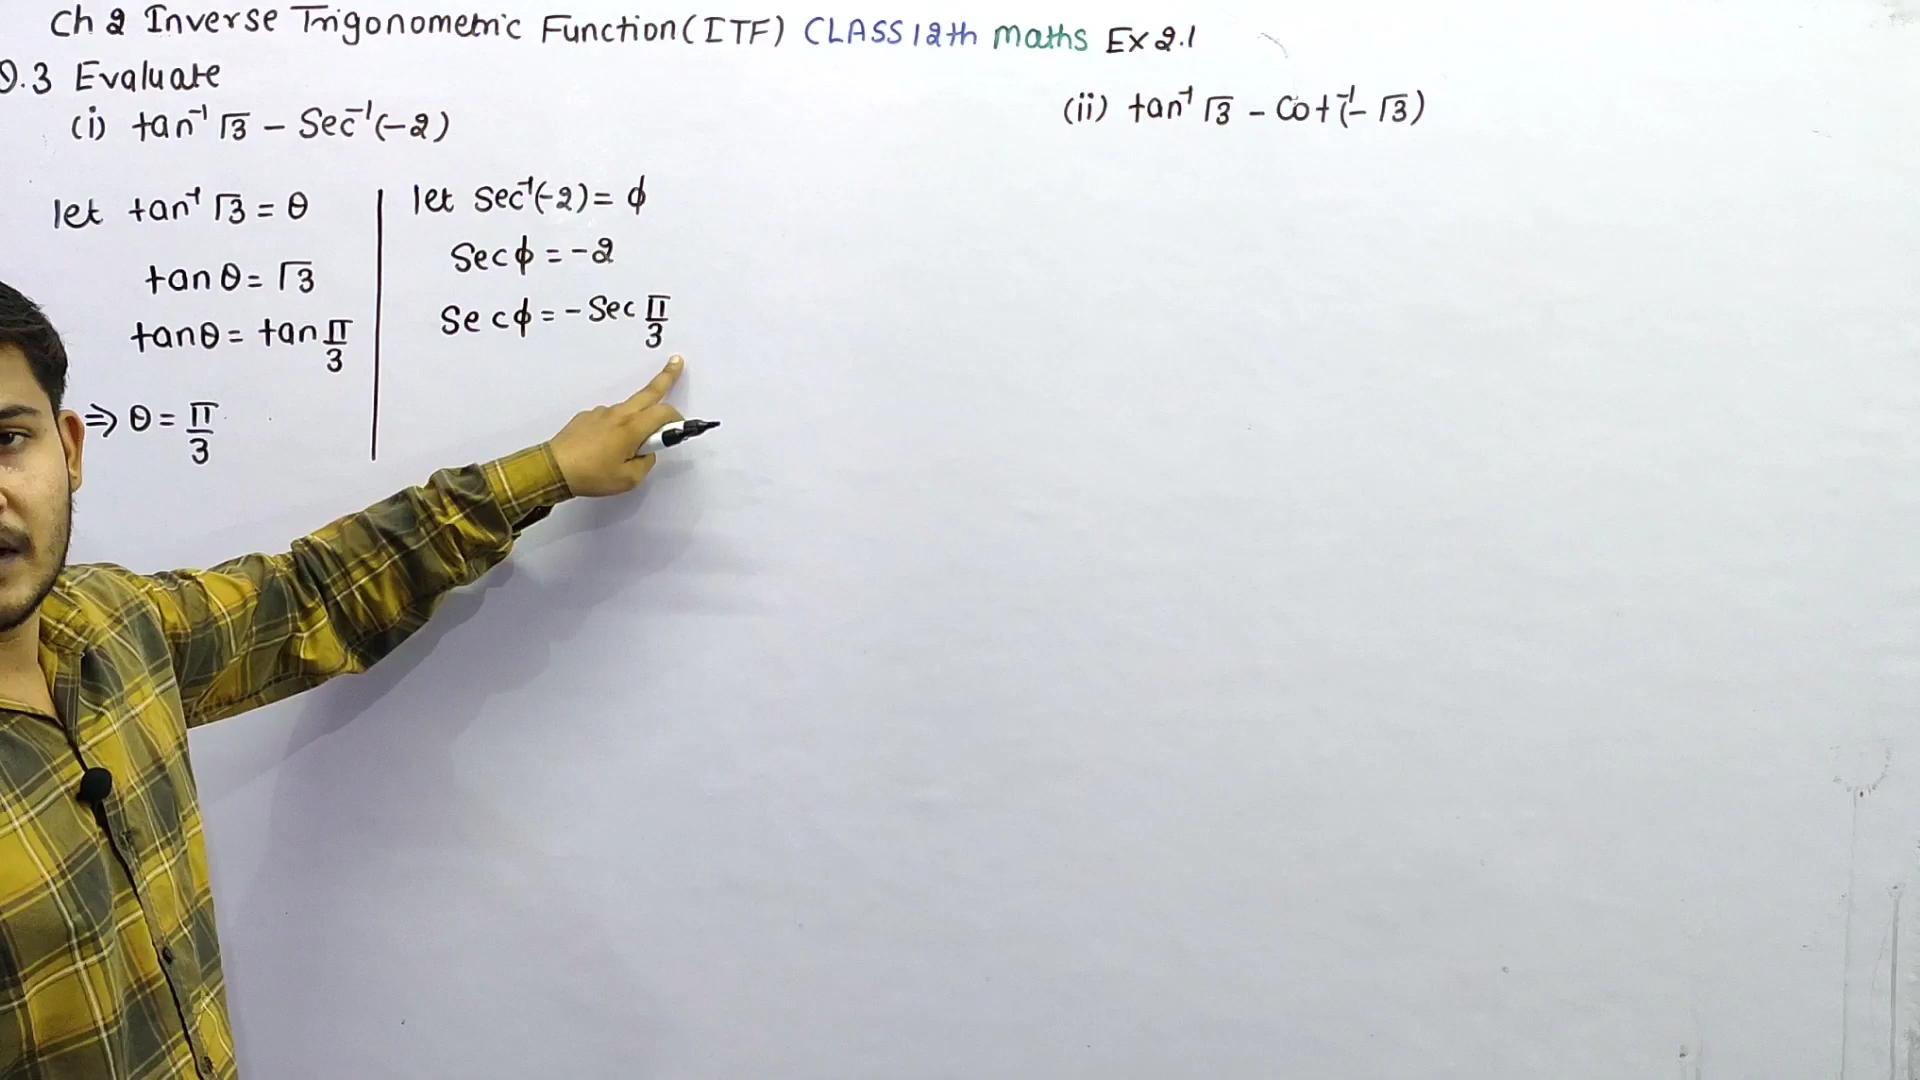 Ch 2 Inverse Trigonometric Function(ITF) CLASS 12th maths Ex 2.1
Q.3 Evaluate
(i) tan⁻¹ √3 - Sec⁻¹(-2)
let tan⁻¹ √3 = θ
tan θ = √3
tanθ = tan π/3
⇒ θ = π/3
let sec⁻¹(-2) = ϕ
Sec ϕ = -2
Sec ϕ = - Sec π/3
(ii) tan⁻¹ √3 - Cot⁻¹(-√3)